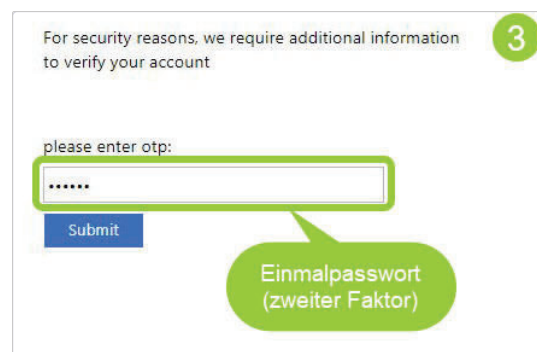 For security reasons, we require additional information
to verify your account
3
please enter otp:
••••••
Submit
Einmalpasswort
(zweiter Faktor)